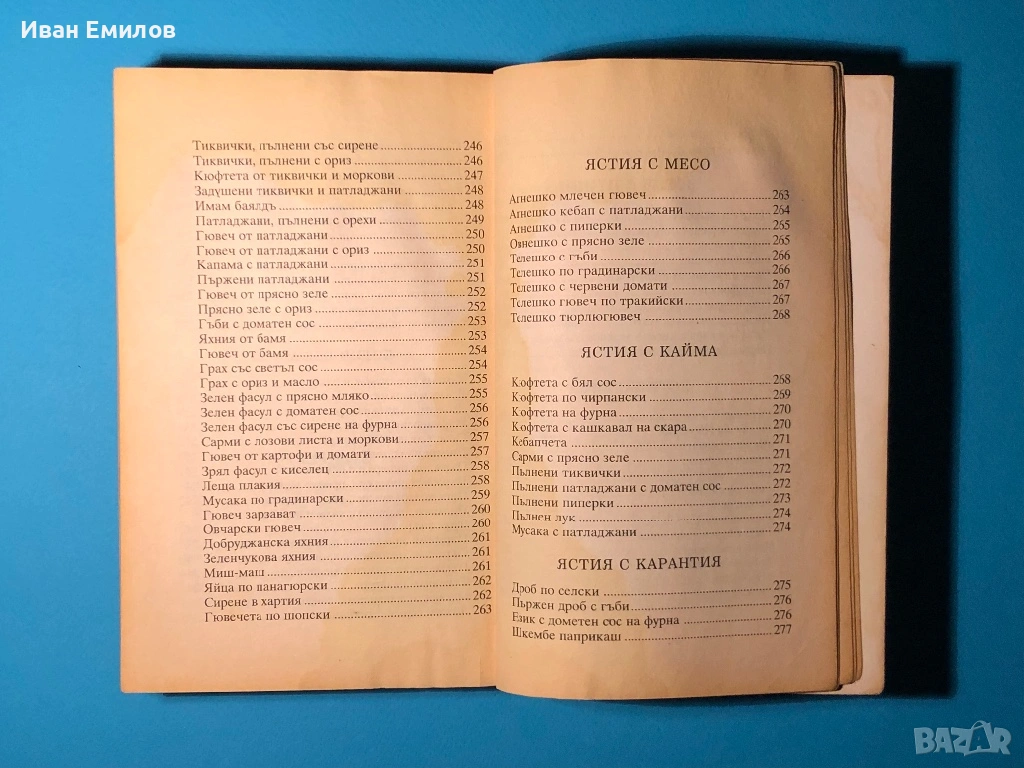 Иван Емилов
Тиквички, пълнени със сирене 246
Тиквички, пълнени с ориз 246
Кюфтета от тиквички и моркови 247
Задушени тиквички и патладжани 248
Имам баялдъ 248
Патладжани, пълнени с орехи 249
Гювеч от патладжани 250
Гювеч от патладжани с ориз 250
Капама с патладжани 251
Пържени патладжани 251
Гювеч от прясно зеле 252
Прясно зеле с ориз 252
Гъби с доматен сос 253
Яхния от бамя 253
Гювеч от бамя 254
Грах със светъл сос 254
Грах с ориз и масло 255
Зелен фасул с прясно мляко 255
Зелен фасул с доматен сос 256
Зелен фасул със сирене на фурна 256
Сарми с лозови листа и моркови 257
Гювеч от картофи и домати 257
Зрял фасул с киселец 258
Леща плакия 258
Мусака по градинарски 259
Гювеч зарзават 260
Овчарски гювеч 260
Добруджанска яхния 261
Зеленчукова яхния 261
Миш-маш 261
Яйца по панагюрски 262
Сирене в хартия 262
Гювечета по шопски 263
ЯСТИЯ С МЕСО
Агнешко млечен гювеч 263
Агнешко кебап с патладжани 264
Агнешко с пиперки 265
Овнешко с прясно зеле 265
Телешко с гъби 266
Телешко по градинарски 266
Телешко с червени домати 267
Телешко гювеч по тракийски 267
Телешко тюрлюгювеч 268
ЯСТИЯ С КАЙМА
Кюфтета с бял сос 268
Кюфтета по чирпански 269
Кюфтета на фурна 270
Кюфтета с кашкавал на скара 270
Кебапчета 271
Сарми с прясно зеле 271
Пълнени тиквички 272
Пълнени патладжани с доматен сос 272
Пълнени пиперки 273
Пълнен лук 274
Мусака с патладжани 274
ЯСТИЯ С КАРАНТИЯ
Дроб по селски 275
Пържен дроб с гъби 276
Език с дометен сос на фурна 276
Шкембе паприкаш 277
BAZAR